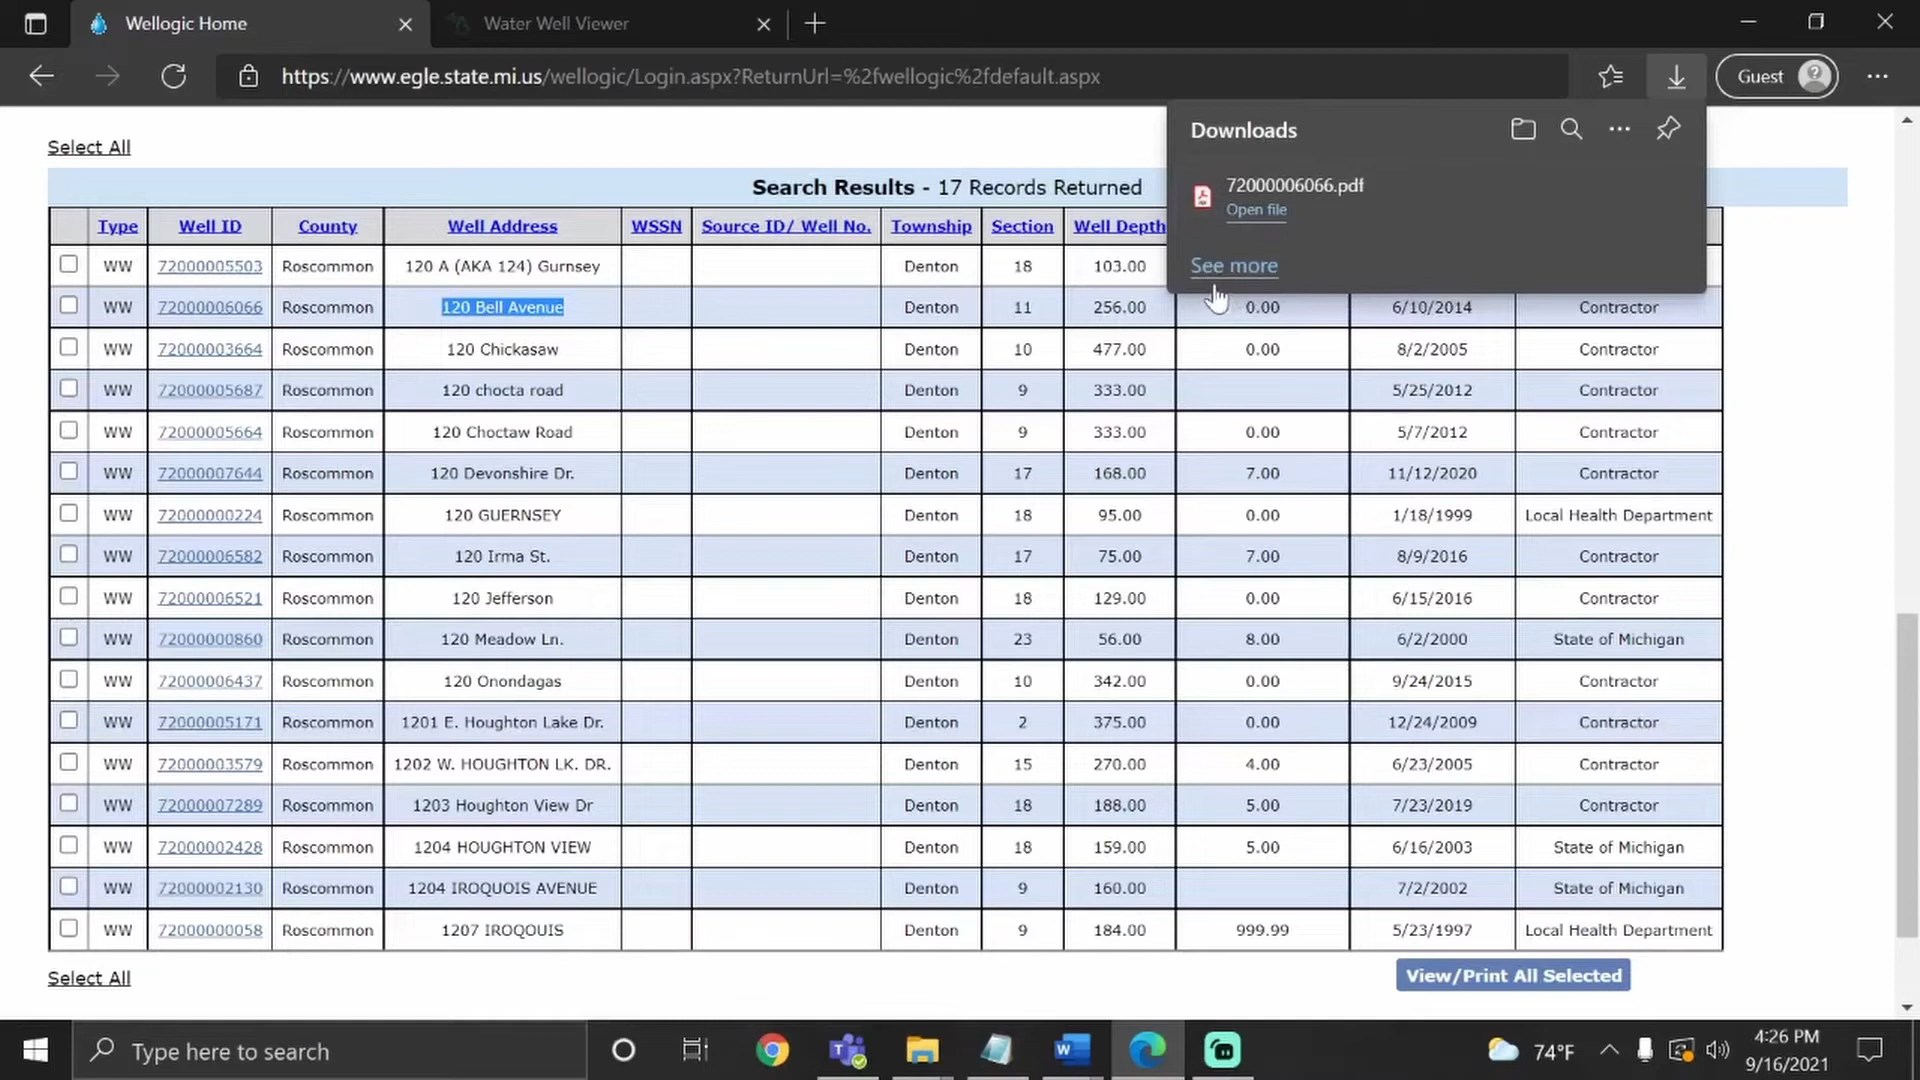 Wellogic Home
Water Well Viewer
https://www.egle.state.mi.us/wellogic/Login.aspx?ReturnUrl=%2fwellogic%2fdefault.aspx
Guest
Downloads
72000006066.pdf
Open file
See more
Select All
Search Results - 17 Records Returned
Type Well ID County Well Address WSSN Source ID/ Well No. Township Section Well Depth
WW 72000005503 Roscommon 120 A (AKA 124) Gurnsey Denton 18 103.00
WW 72000006066 Roscommon 120 Bell Avenue Denton 11 256.00 0.00 6/10/2014 Contractor
WW 72000003664 Roscommon 120 Chickasaw Denton 10 477.00 0.00 8/2/2005 Contractor
WW 72000005687 Roscommon 120 chocta road Denton 9 333.00 5/25/2012 Contractor
WW 72000005664 Roscommon 120 Choctaw Road Denton 9 333.00 0.00 5/7/2012 Contractor
WW 72000007644 Roscommon 120 Devonshire Dr. Denton 17 168.00 7.00 11/12/2020 Contractor
WW 72000000224 Roscommon 120 GUERNSEY Denton 18 95.00 0.00 1/18/1999 Local Health Department
WW 72000006582 Roscommon 120 Irma St. Denton 17 75.00 7.00 8/9/2016 Contractor
WW 72000006521 Roscommon 120 Jefferson Denton 18 129.00 0.00 6/15/2016 Contractor
WW 72000000860 Roscommon 120 Meadow Ln. Denton 23 56.00 8.00 6/2/2000 State of Michigan
WW 72000006437 Roscommon 120 Onondagas Denton 10 342.00 0.00 9/24/2015 Contractor
WW 72000005171 Roscommon 1201 E. Houghton Lake Dr. Denton 2 375.00 0.00 12/24/2009 Contractor
WW 72000003579 Roscommon 1202 W. HOUGHTON LK. DR. Denton 15 270.00 4.00 6/23/2005 Contractor
WW 72000007289 Roscommon 1203 Houghton View Dr Denton 18 188.00 5.00 7/23/2019 Contractor
WW 72000002428 Roscommon 1204 HOUGHTON VIEW Denton 18 159.00 5.00 6/16/2003 State of Michigan
WW 72000002130 Roscommon 1204 IROQUOIS AVENUE Denton 9 160.00 7/2/2002 State of Michigan
WW 72000000058 Roscommon 1207 IROQOUIS Denton 9 184.00 999.99 5/23/1997 Local Health Department
Select All
View/Print All Selected
Type here to search
74°F
4:26 PM
9/16/2021